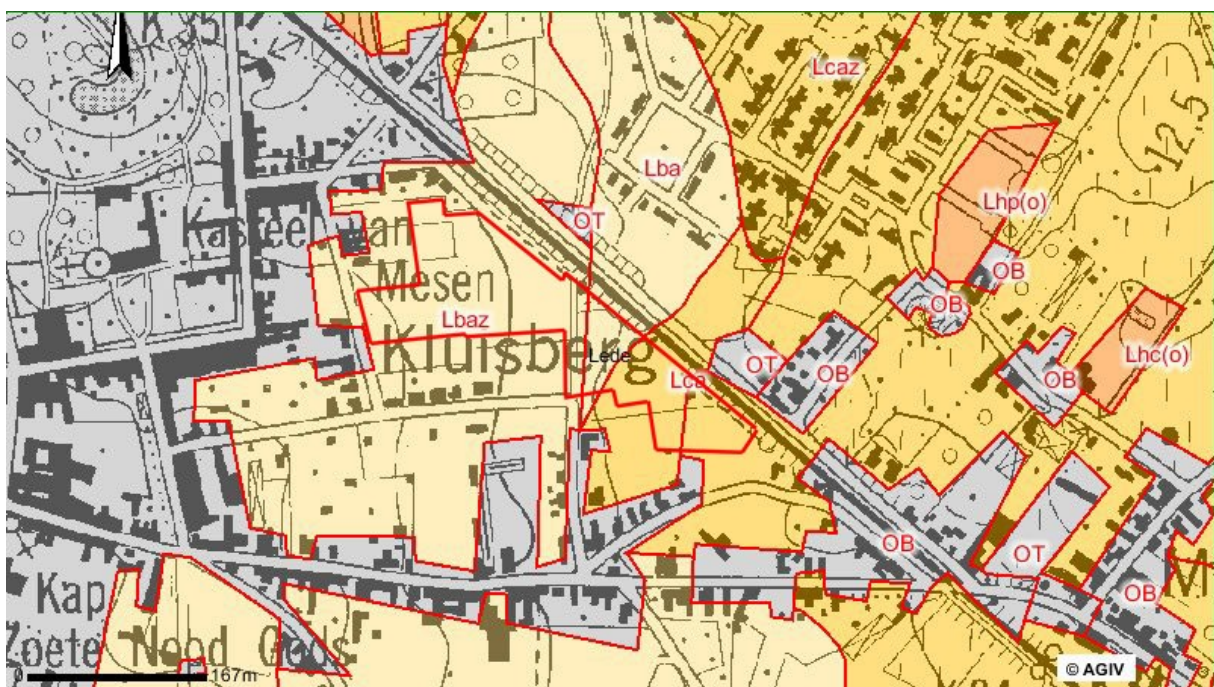 K 35
Lcaz
Lba
12.5
Lhp(o)
OT
Kasteel van
OB
Mesen
OB
Lbaz
Kluisberg
Lede
Lhc(o)
OT
OB
Lca
OB
OB
OT
Kap
OB
M
Zoete Nood Gods
0
167m
© AGIV